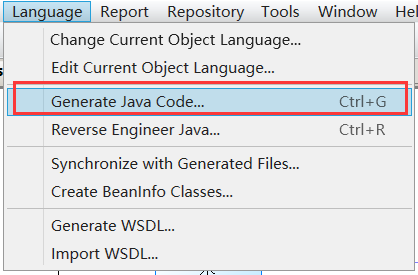 Language Report Repository Tools Window
Change Current Object Language...
Edit Current Object Language...
Generate Java Code... Ctrl+G
Reverse Engineer Java... Ctrl+R
Synchronize with Generated Files...
Create BeanInfo Classes...
Generate WSDL...
Import WSDL...